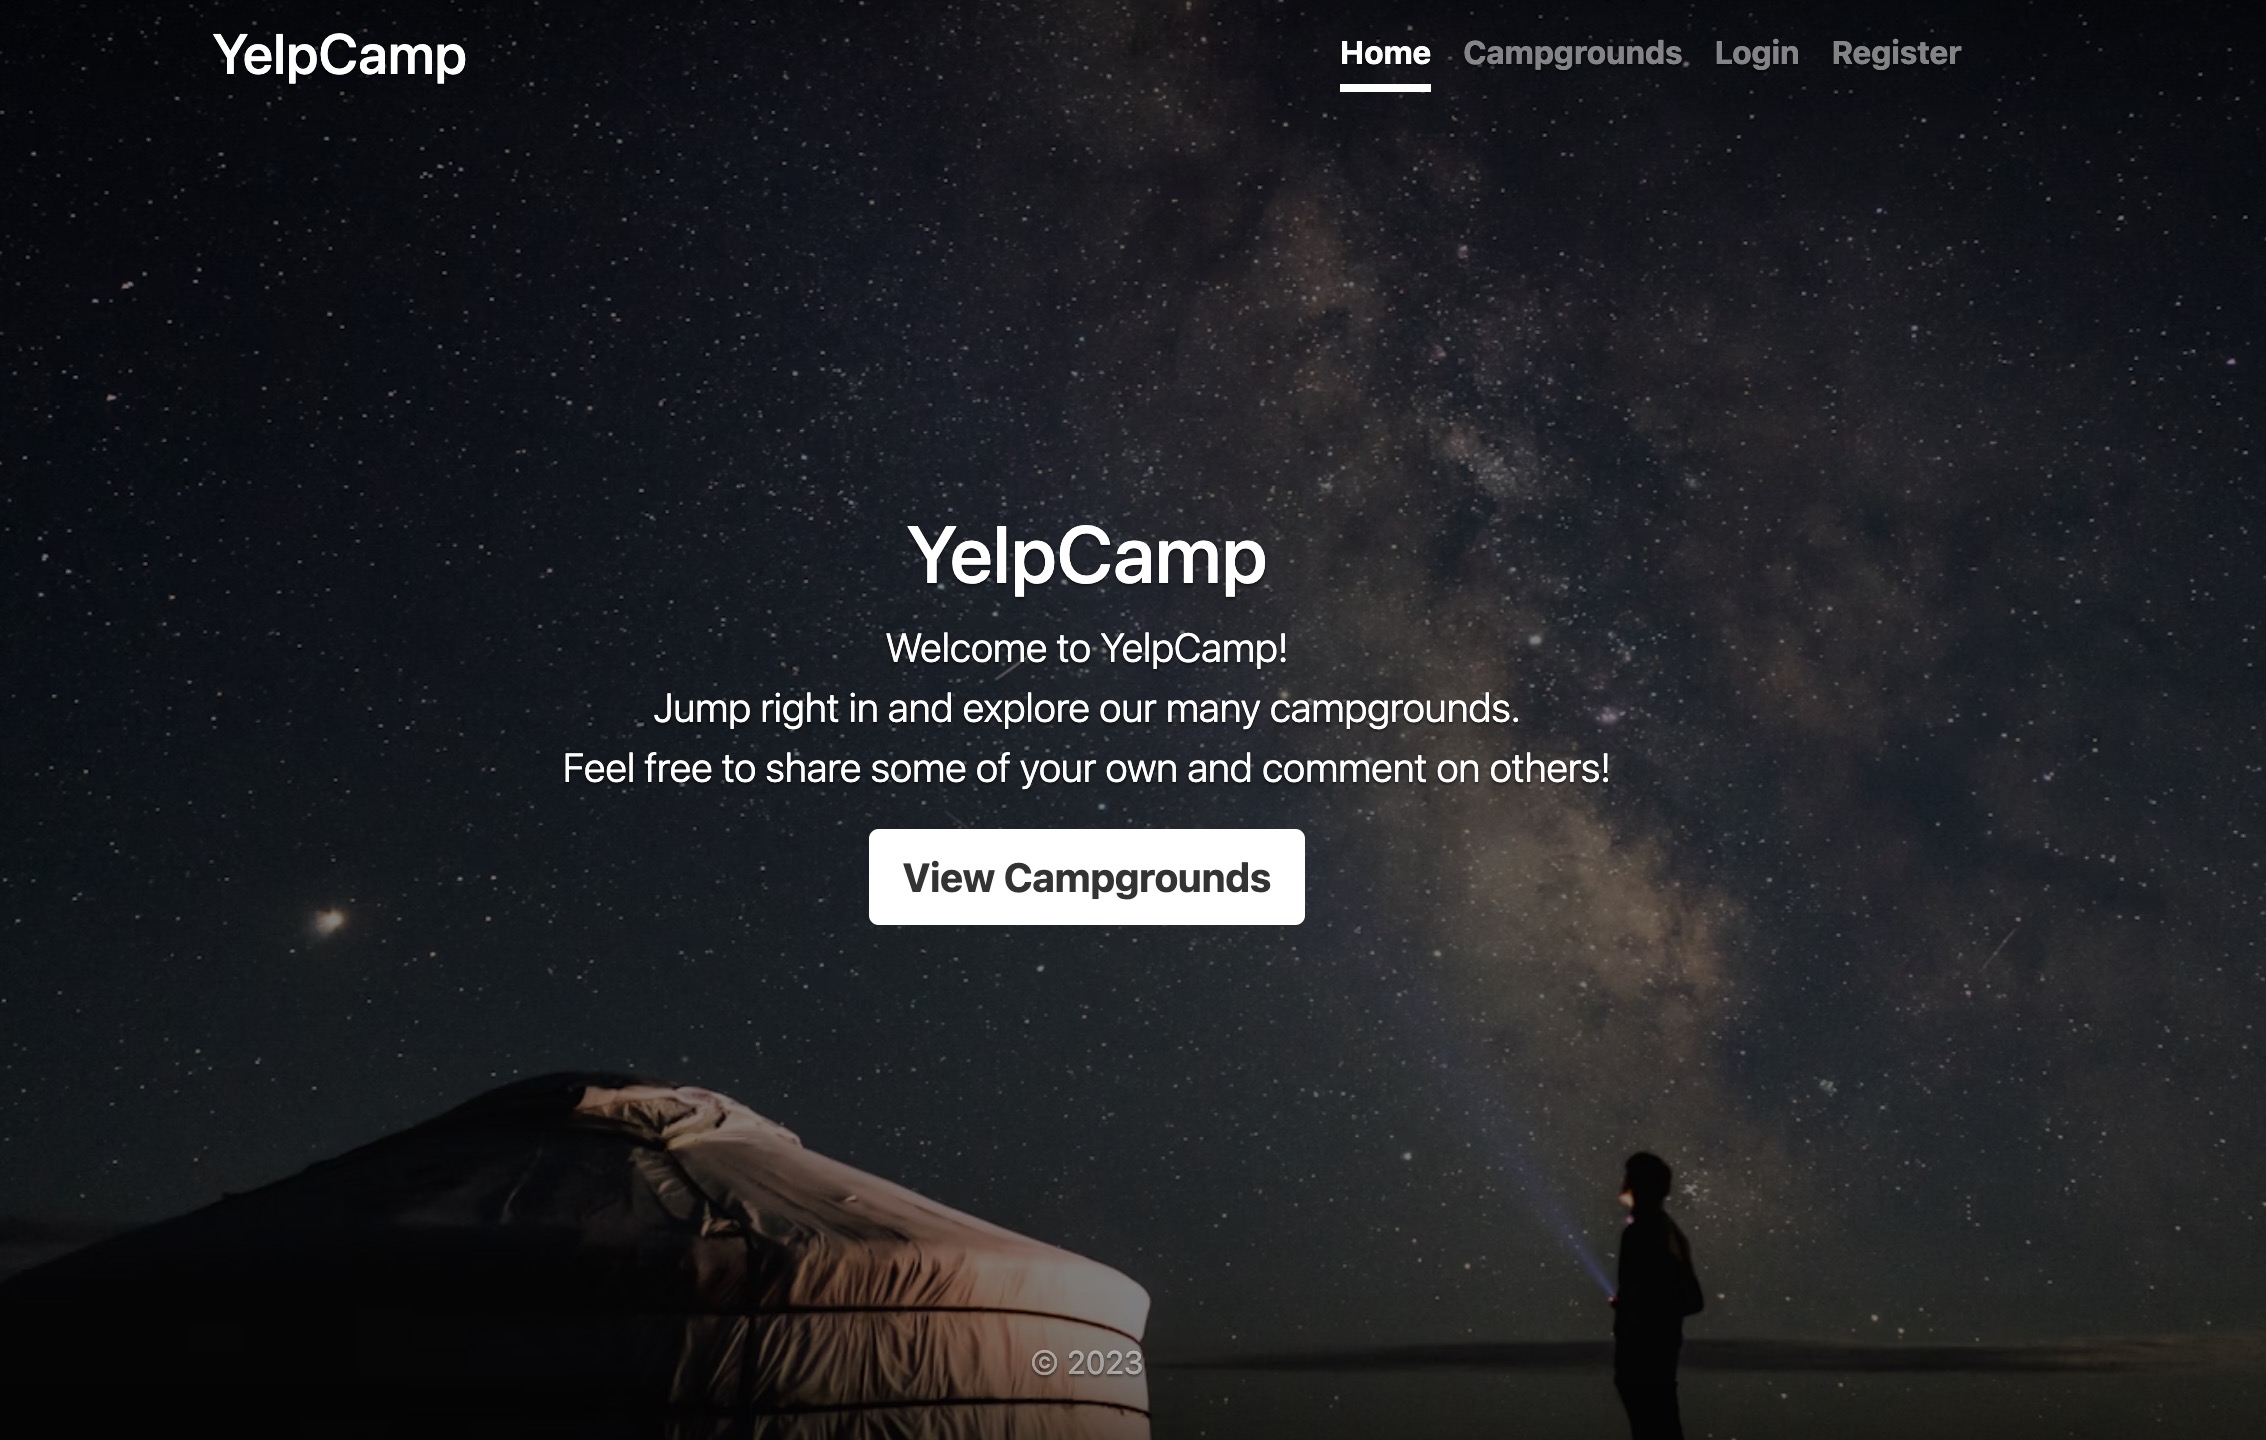 YelpCamp
Home Campgrounds Login Register
YelpCamp
Welcome to YelpCamp!
Jump right in and explore our many campgrounds.
Feel free to share some of your own and comment on others!
View Campgrounds
© 2023